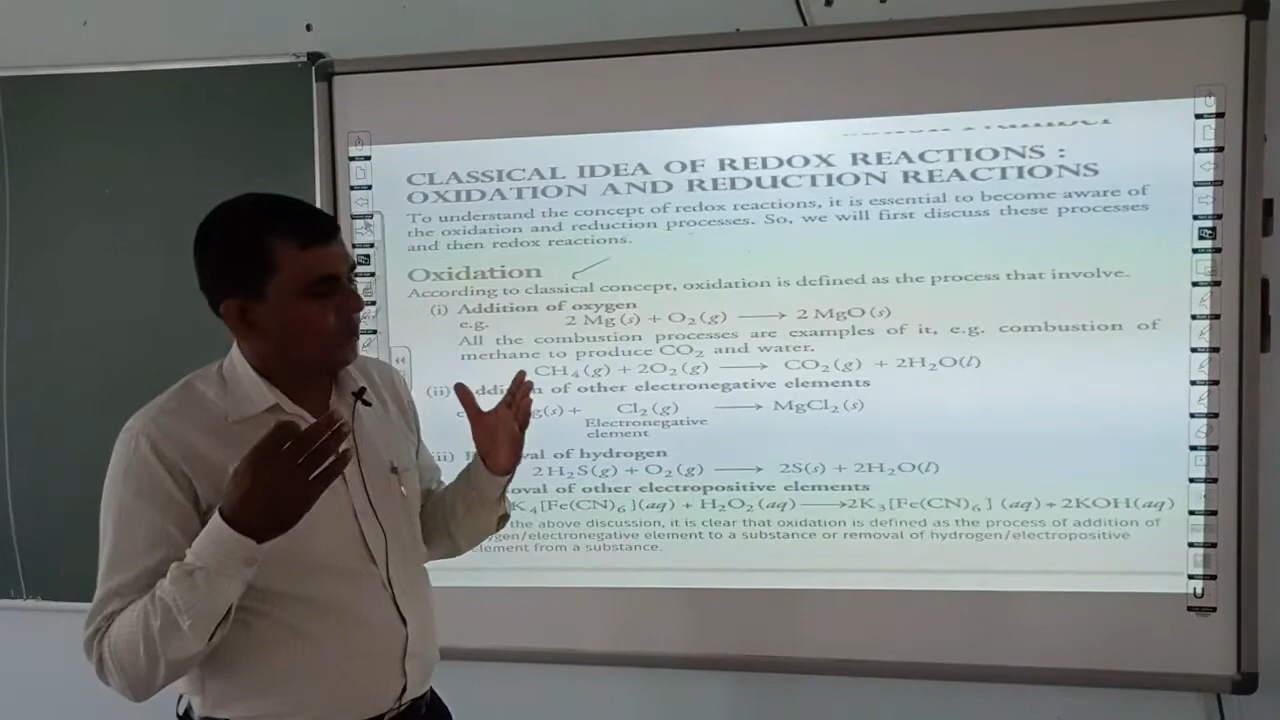 CLASSICAL IDEA OF REDOX REACTIONS :
OXIDATION AND REDUCTION REACTIONS
To understand the concept of redox reactions, it is essential to become aware of
the oxidation and reduction processes. So, we will first discuss these processes
and then redox reactions.
Oxidation
According to classical concept, oxidation is defined as the process that involve.
(i) Addition of oxygen
e.g. 2 Mg(s) + O₂(g) ⟶ 2 MgO(s)
All the combustion processes are examples of it, e.g. combustion of
methane to produce CO₂ and water.
CH₄(g) + 2O₂(g) ⟶ CO₂(g) + 2H₂O(l)
(ii) of other electronegative elements
(s) + Cl₂(g) ⟶ MgCl₂(s)
Electronegative
element
of hydrogen
2H₂S(g) + O₂(g) ⟶ 2S(s) + 2H₂O(l)
of other electropositive elements
K₄[Fe(CN)₆](aq) + H₂O₂(aq) ⟶ 2K₃[Fe(CN)₆] (aq) + 2KOH(aq)
the above discussion, it is clear that oxidation is defined as the process of addition of
/electronegative element to a substance or removal of hydrogen/electropositive
element from a substance.